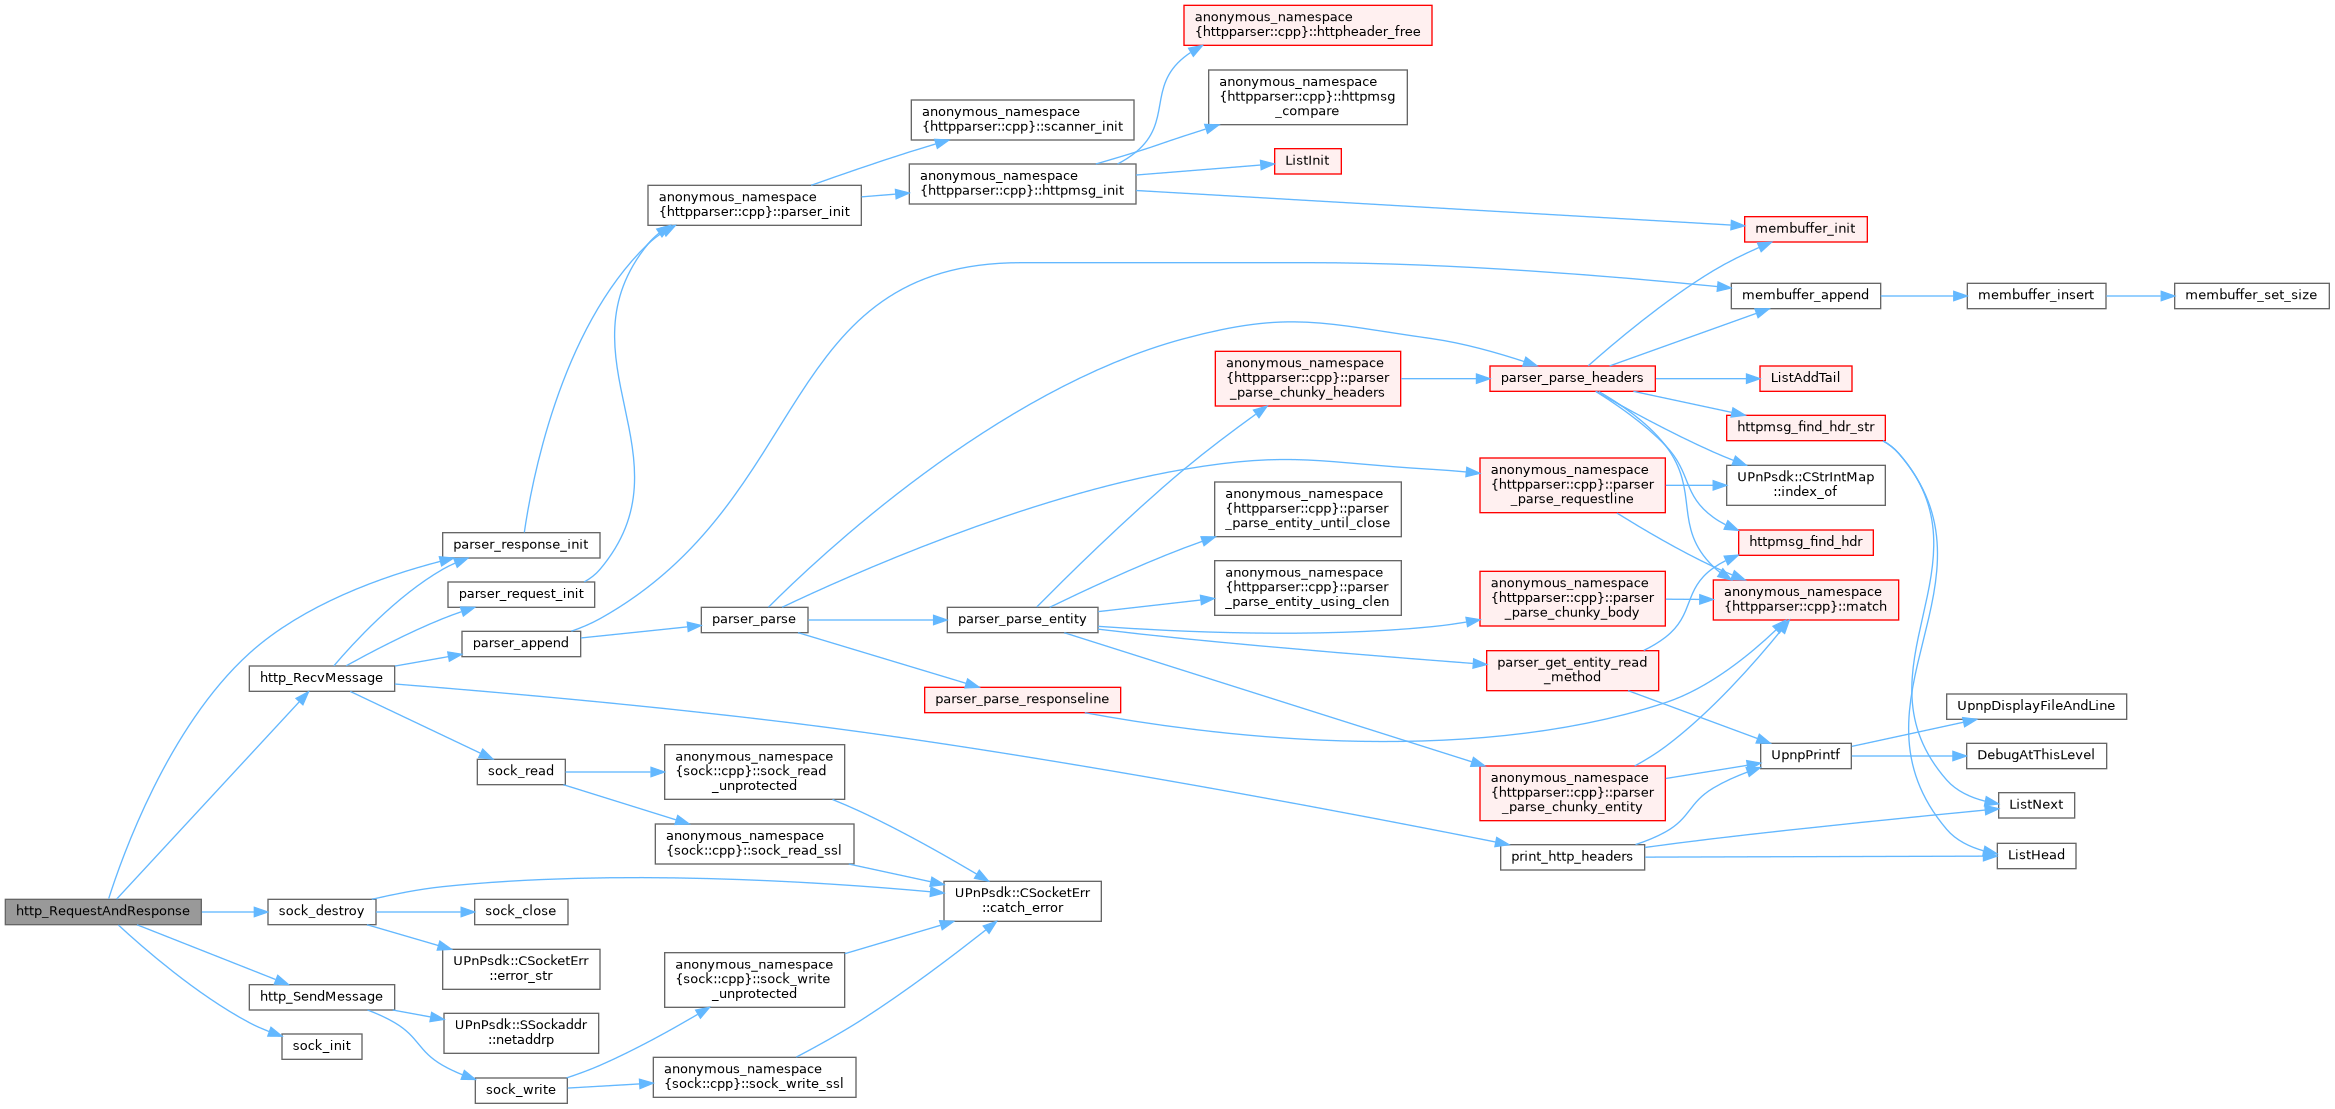 anonymous_namespace
{httpparser::cpp}::httpheader_free
anonymous_namespace
{httpparser::cpp}::httpmsg
_compare
anonymous_namespace
{httpparser::cpp}::scanner_init
ListInit
anonymous_namespace
{httpparser::cpp}::httpmsg_init
anonymous_namespace
{httpparser::cpp}::parser_init
membuffer_init
membuffer_append
membuffer_insert
membuffer_set_size
anonymous_namespace
{httpparser::cpp}::parser
_parse_chunky_headers
parser_parse_headers
ListAddTail
httpmsg_find_hdr_str
anonymous_namespace
{httpparser::cpp}::parser
_parse_requestline
UPnPsdk::CStrIntMap
::index_of
anonymous_namespace
{httpparser::cpp}::parser
_parse_entity_until_close
parser_response_init
httpmsg_find_hdr
anonymous_namespace
{httpparser::cpp}::parser
_parse_entity_using_clen
parser_request_init
anonymous_namespace
{httpparser::cpp}::parser
_parse_chunky_body
anonymous_namespace
{httpparser::cpp}::match
parser_parse
parser_parse_entity
parser_append
http_RecvMessage
parser_get_entity_read
_method
parser_parse_responseline
UpnpDisplayFileAndLine
UpnpPrintf
DebugAtThisLevel
sock_read
anonymous_namespace
{sock::cpp}::sock_read
_unprotected
anonymous_namespace
{httpparser::cpp}::parser
_parse_chunky_entity
ListNext
anonymous_namespace
{sock::cpp}::sock_read_ssl
print_http_headers
ListHead
UPnPsdk::CSocketErr
::catch_error
http_RequestAndResponse
sock_destroy
sock_close
UPnPsdk::CSocketErr
::error_str
anonymous_namespace
{sock::cpp}::sock_write
_unprotected
http_SendMessage
UPnPsdk::SSockaddr
::netaddrp
sock_init
anonymous_namespace
{sock::cpp}::sock_write_ssl
sock_write